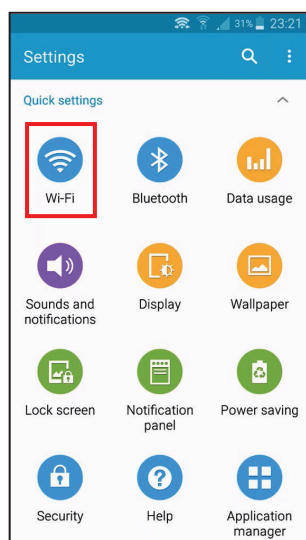 31% 23:21
Settings
Quick settings
Wi-Fi Bluetooth Data usage
Sounds and notifications Display Wallpaper
Lock screen Notification panel Power saving
Security Help Application manager